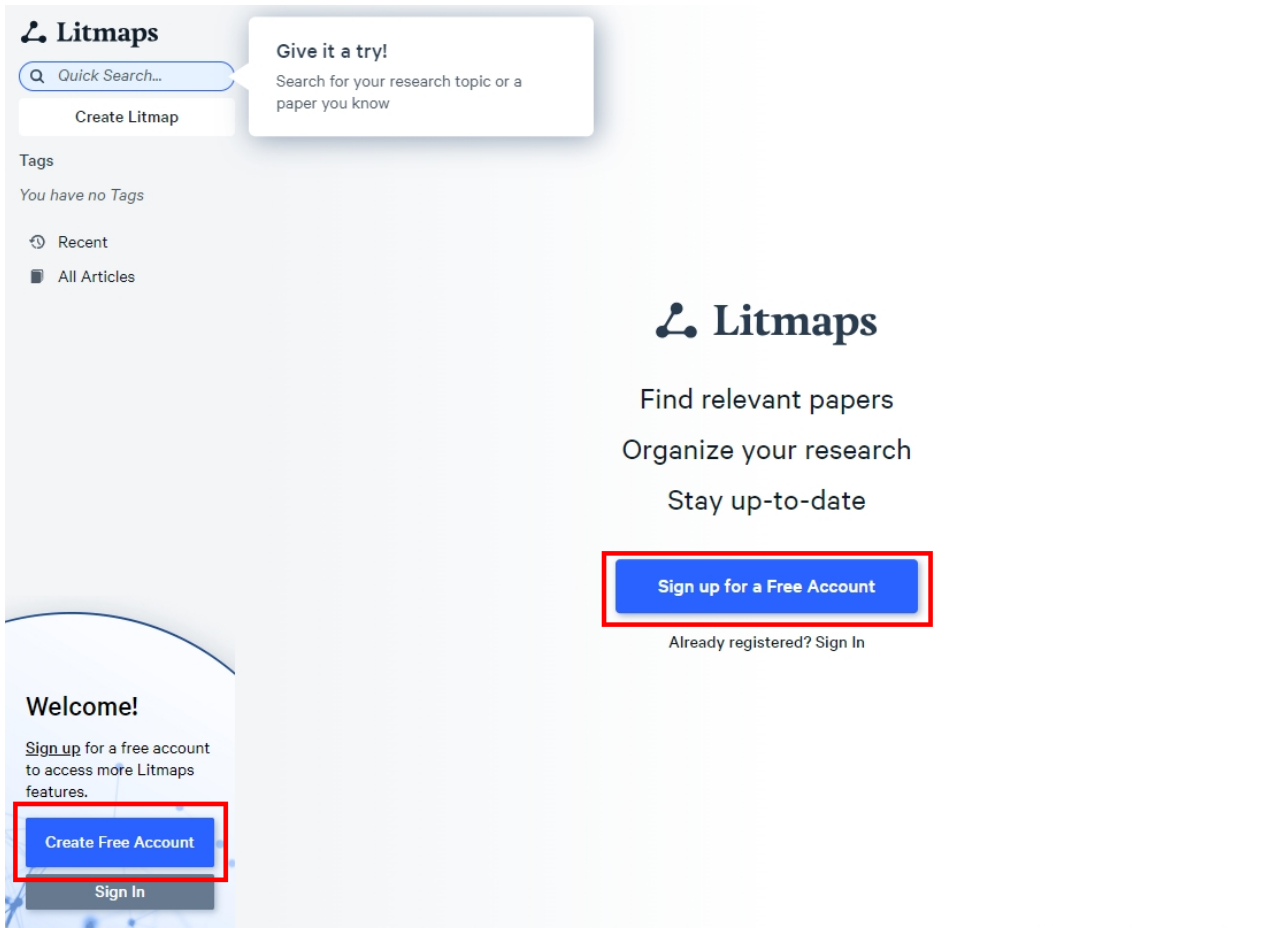 Litmaps
Quick Search...
Create Litmap
Tags
You have no Tags
Recent
All Articles
Give it a try!
Search for your research topic or a
paper you know
Litmaps
Find relevant papers
Organize your research
Stay up-to-date
Sign up for a Free Account
Already registered? Sign In
Welcome!
Sign up for a free account
to access more Litmaps
features.
Create Free Account
Sign In